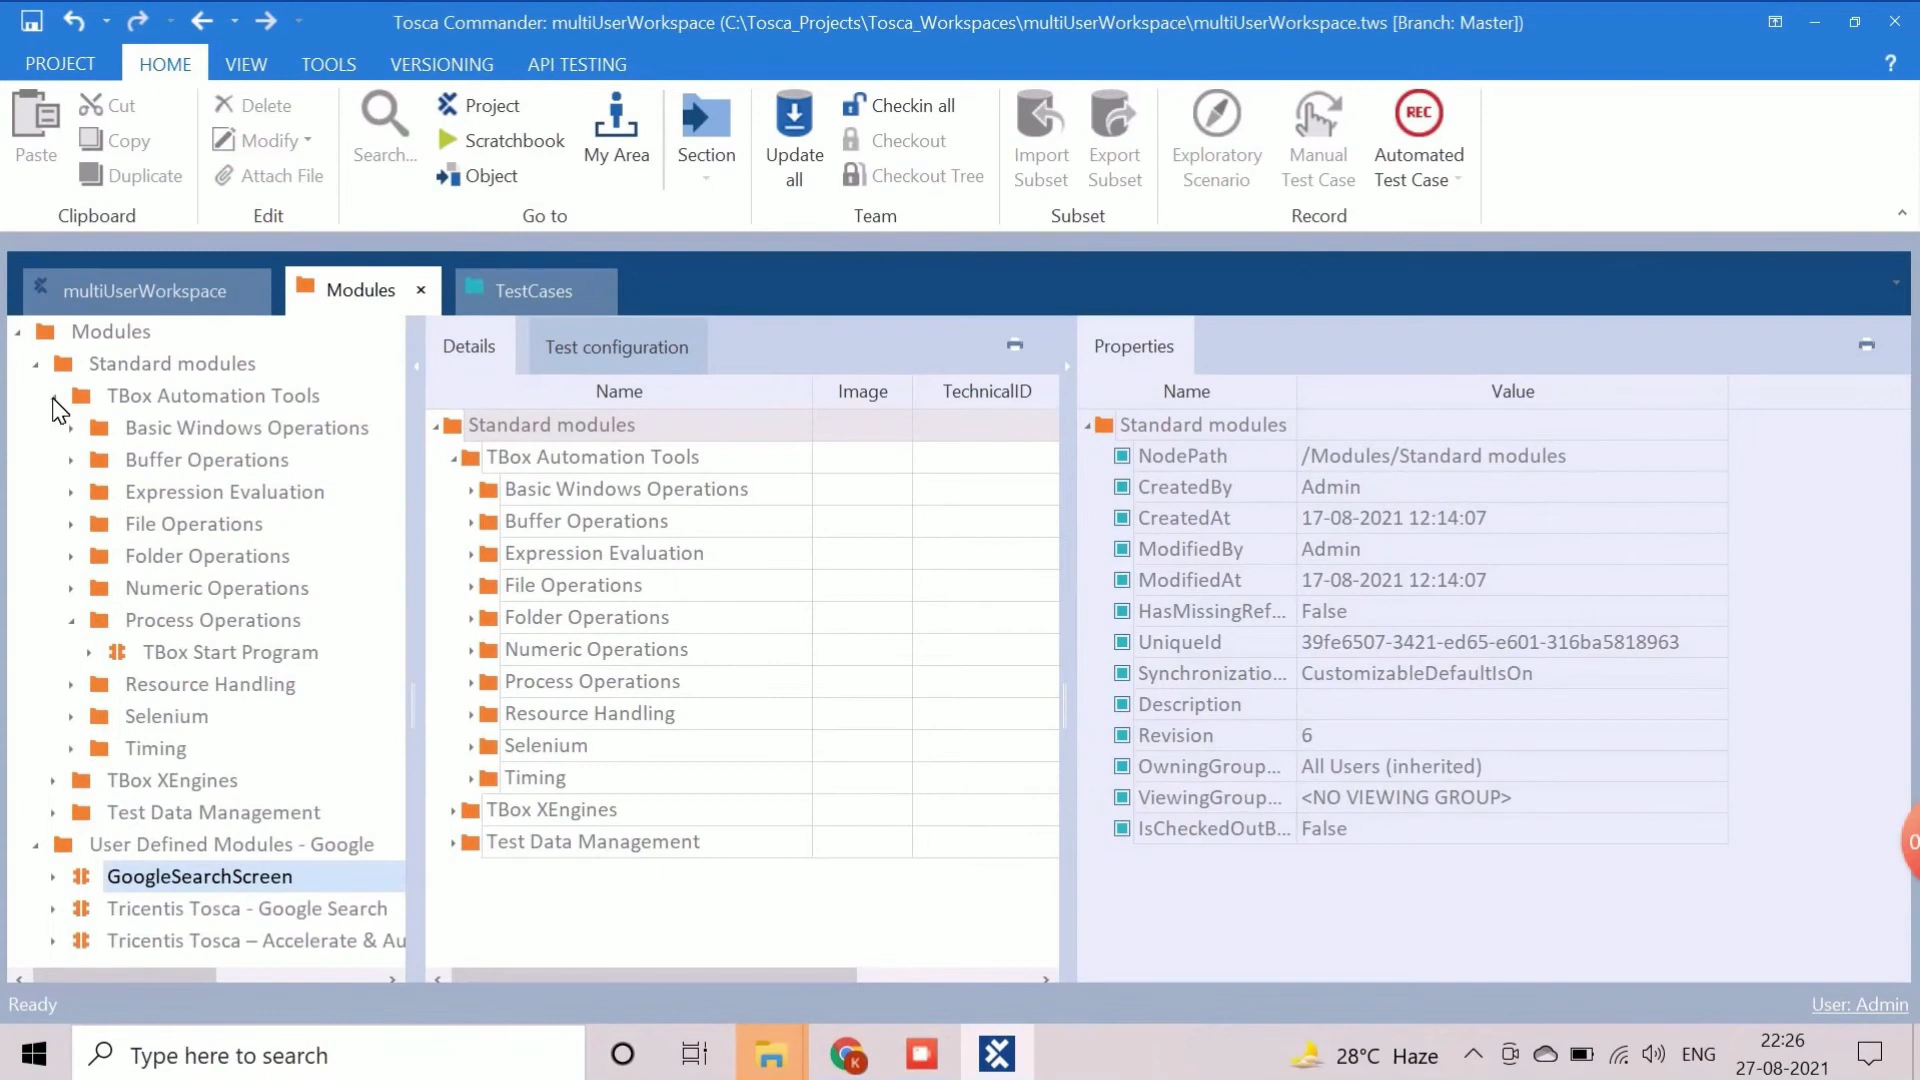 Tosca Commander: multiUserWorkspace (C:\Tosca_Projects\Tosca_Workspaces\multiUserWorkspace\multiUserWorkspace.tws [Branch: Master])
PROJECT HOME VIEW TOOLS VERSIONING API TESTING ?
Paste Cut Copy Duplicate
Clipboard
Delete Modify Attach File
Edit
Search... Project Scratchbook Object My Area Section
Go to
Update all Checkin all Checkout Checkout Tree
Team
Import Subset Export Subset
Subset
Exploratory Scenario Manual Test Case REC Automated Test Case
Record
multiUserWorkspace Modules × TestCases
Modules
Standard modules
TBox Automation Tools
Basic Windows Operations
Buffer Operations
Expression Evaluation
File Operations
Folder Operations
Numeric Operations
Process Operations
TBox Start Program
Resource Handling
Selenium
Timing
TBox XEngines
Test Data Management
User Defined Modules - Google
GoogleSearchScreen
Tricentis Tosca - Google Search
Tricentis Tosca – Accelerate & Au
Details Test configuration
Name Image TechnicalID
Standard modules
TBox Automation Tools
Basic Windows Operations
Buffer Operations
Expression Evaluation
File Operations
Folder Operations
Numeric Operations
Process Operations
Resource Handling
Selenium
Timing
TBox XEngines
Test Data Management
Properties
Name Value
Standard modules
NodePath /Modules/Standard modules
CreatedBy Admin
CreatedAt 17-08-2021 12:14:07
ModifiedBy Admin
ModifiedAt 17-08-2021 12:14:07
HasMissingRef... False
UniqueId 39fe6507-3421-ed65-e601-316ba5818963
Synchronizatio... CustomizableDefaultIsOn
Description
Revision 6
OwningGroup... All Users (inherited)
ViewingGroup... <NO VIEWING GROUP>
IsCheckedOutB... False
Ready User: Admin
Type here to search K 28°C Haze ENG 22:26
27-08-2021